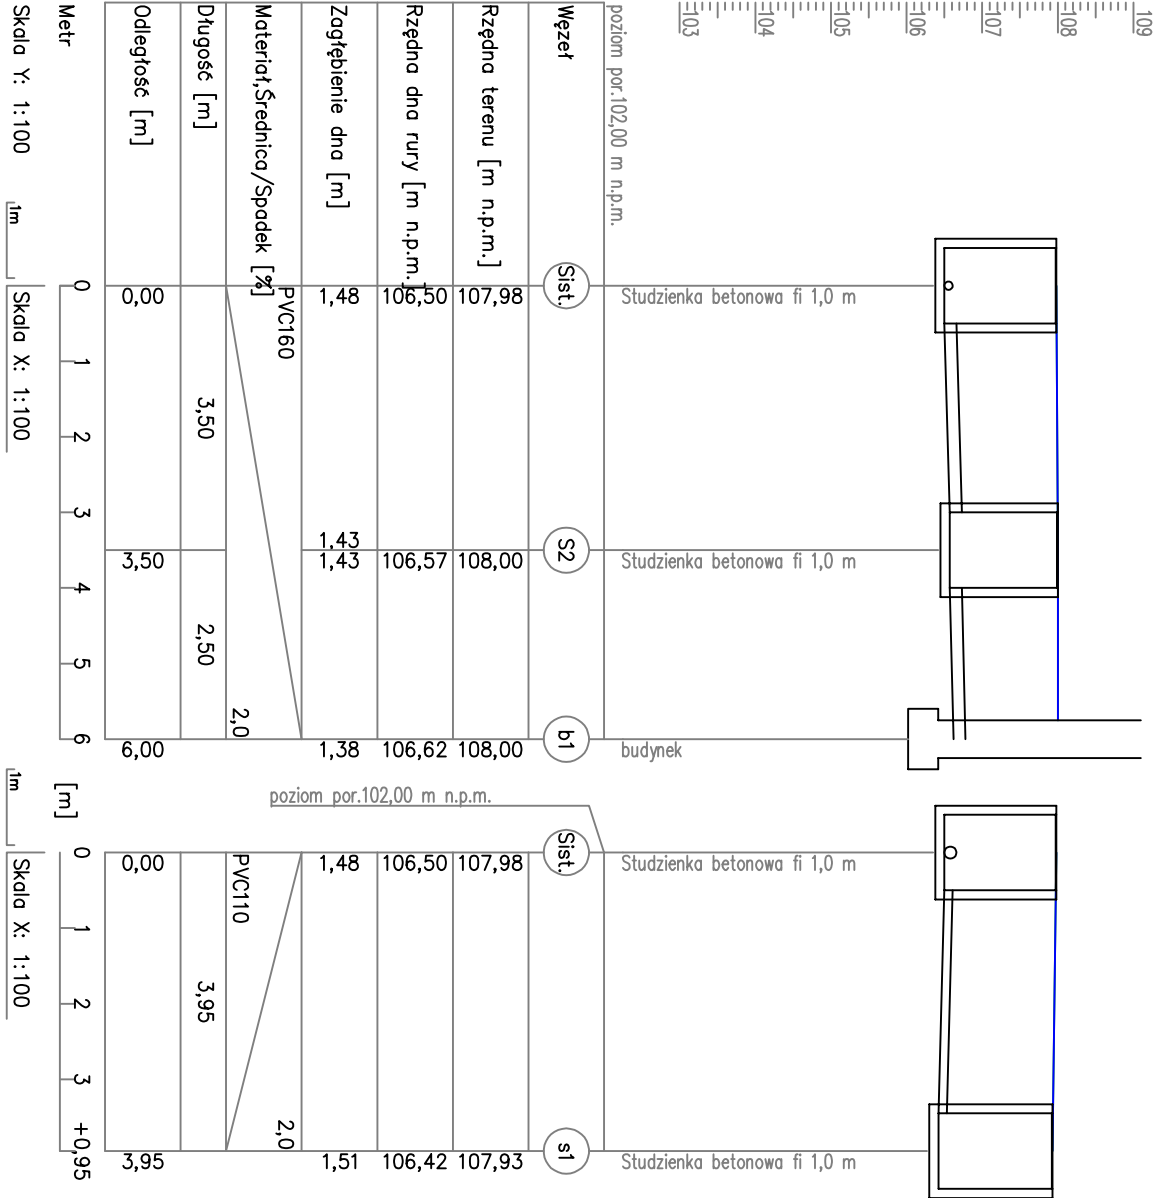 109
108
107
106
105
104
103
poziom por.102,00 m n.p.m.
Studzienka betonowa fi 1,0 m
Studzienka betonowa fi 1,0 m
budynek
Studzienka betonowa fi 1,0 m
Studzienka betonowa fi 1,0 m
poziom por.102,00 m n.p.m.
Węzeł
Sist.
S2
b1
Sist.
s1
Rzędna terenu [m n.p.m.]
107,98
108,00
108,00
107,98
107,93
Rzędna dna rury [m n.p.m.]
106,50
106,57
106,62
106,50
106,42
Zagłębienie dna [m]
1,48
1,43
1,43
1,38
1,48
1,51
Materiał,Średnica/Spadek [%]
PVC160
2,0
PVC110
2,0
Długość [m]
3,50
2,50
3,95
Odległość [m]
0,00
3,50
6,00
0,00
3,95
Metr
0
1
2
3
4
5
6
[m]
0
1
2
3
+0,95
Skala Y: 1:100
1m
Skala X: 1:100
1m
Skala X: 1:100